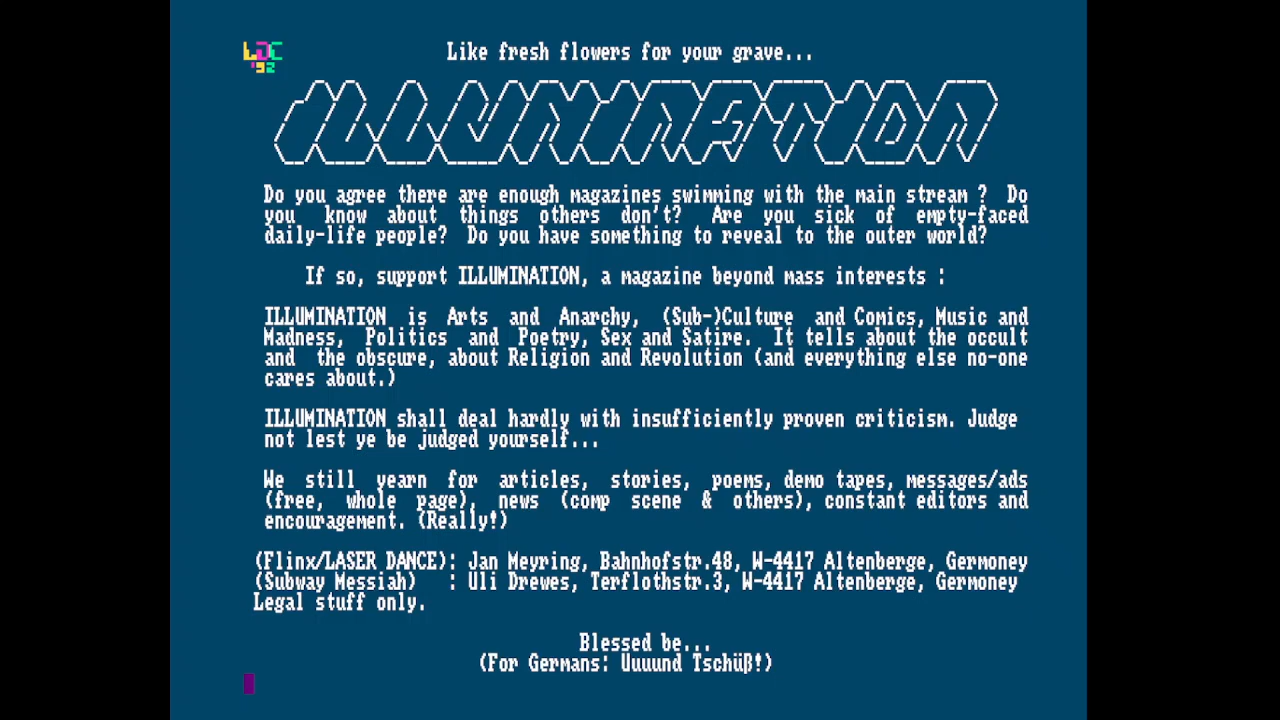 LDC
'92
Like fresh flowers for your grave...
ILLUMINATION
Do you agree there are enough magazines swimming with the main stream ? Do
you know about things others don't? Are you sick of empty-faced
daily-life people? Do you have something to reveal to the outer world?
If so, support ILLUMINATION, a magazine beyond mass interests :
ILLUMINATION is Arts and Anarchy, (Sub-)Culture and Comics, Music and
Madness, Politics and Poetry, Sex and Satire. It tells about the occult
and the obscure, about Religion and Revolution (and everything else no-one
cares about.)
ILLUMINATION shall deal hardly with insufficiently proven criticism. Judge
not lest ye be judged yourself...
We still yearn for articles, stories, poems, demo tapes, messages/ads
(free, whole page), news (comp scene & others), constant editors and
encouragement. (Really!)
(Flinx/LASER DANCE): Jan Meyring, Bahnhofstr.48, W-4417 Altenberge, Germoney
(Subway Messiah) : Uli Drewes, Terflothstr.3, W-4417 Altenberge, Germoney
Legal stuff only.
Blessed be...
(For Germans: Uuuund Tschüß!)